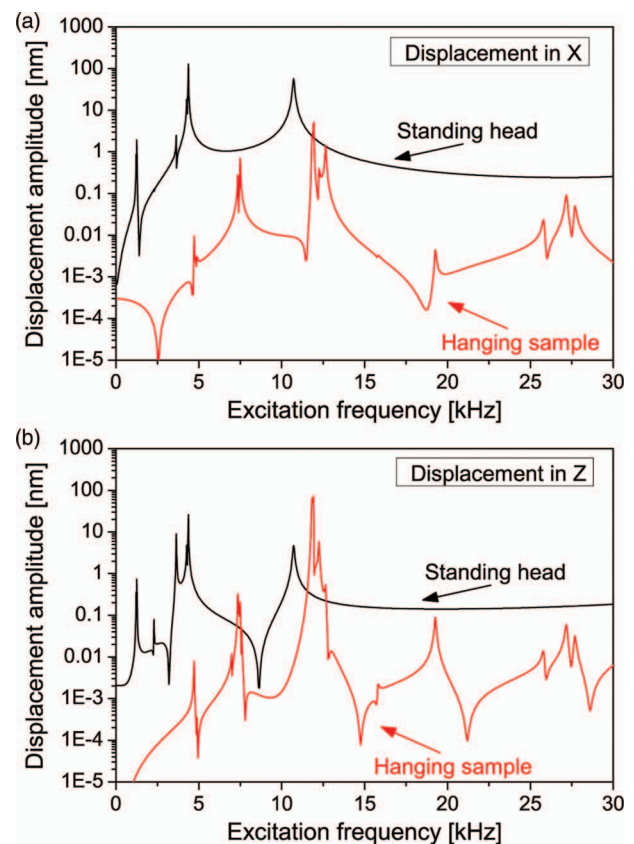 (a)
Displacement in X
Displacement amplitude [nm]
1000
100
10
1
0.1
0.01
1E-3
1E-4
1E-5
Standing head
Hanging sample
0 5 10 15 20 25 30
Excitation frequency [kHz]
(b)
Displacement in Z
Displacement amplitude [nm]
1000
100
10
1
0.1
0.01
1E-3
1E-4
1E-5
Standing head
Hanging sample
0 5 10 15 20 25 30
Excitation frequency [kHz]